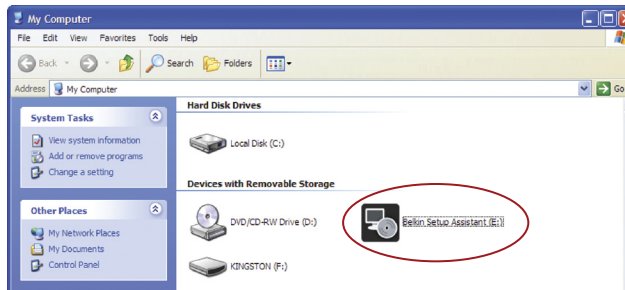 My Computer
File Edit View Favorites Tools Help
Back Search Folders
Address My Computer Go
System Tasks
View system information
Add or remove programs
Change a setting
Other Places
My Network Places
My Documents
Control Panel
Hard Disk Drives
Local Disk (C:)
Devices with Removable Storage
DVD/CD-RW Drive (D:)
Belkin Setup Assistant (E:)
KINGSTON (F:)